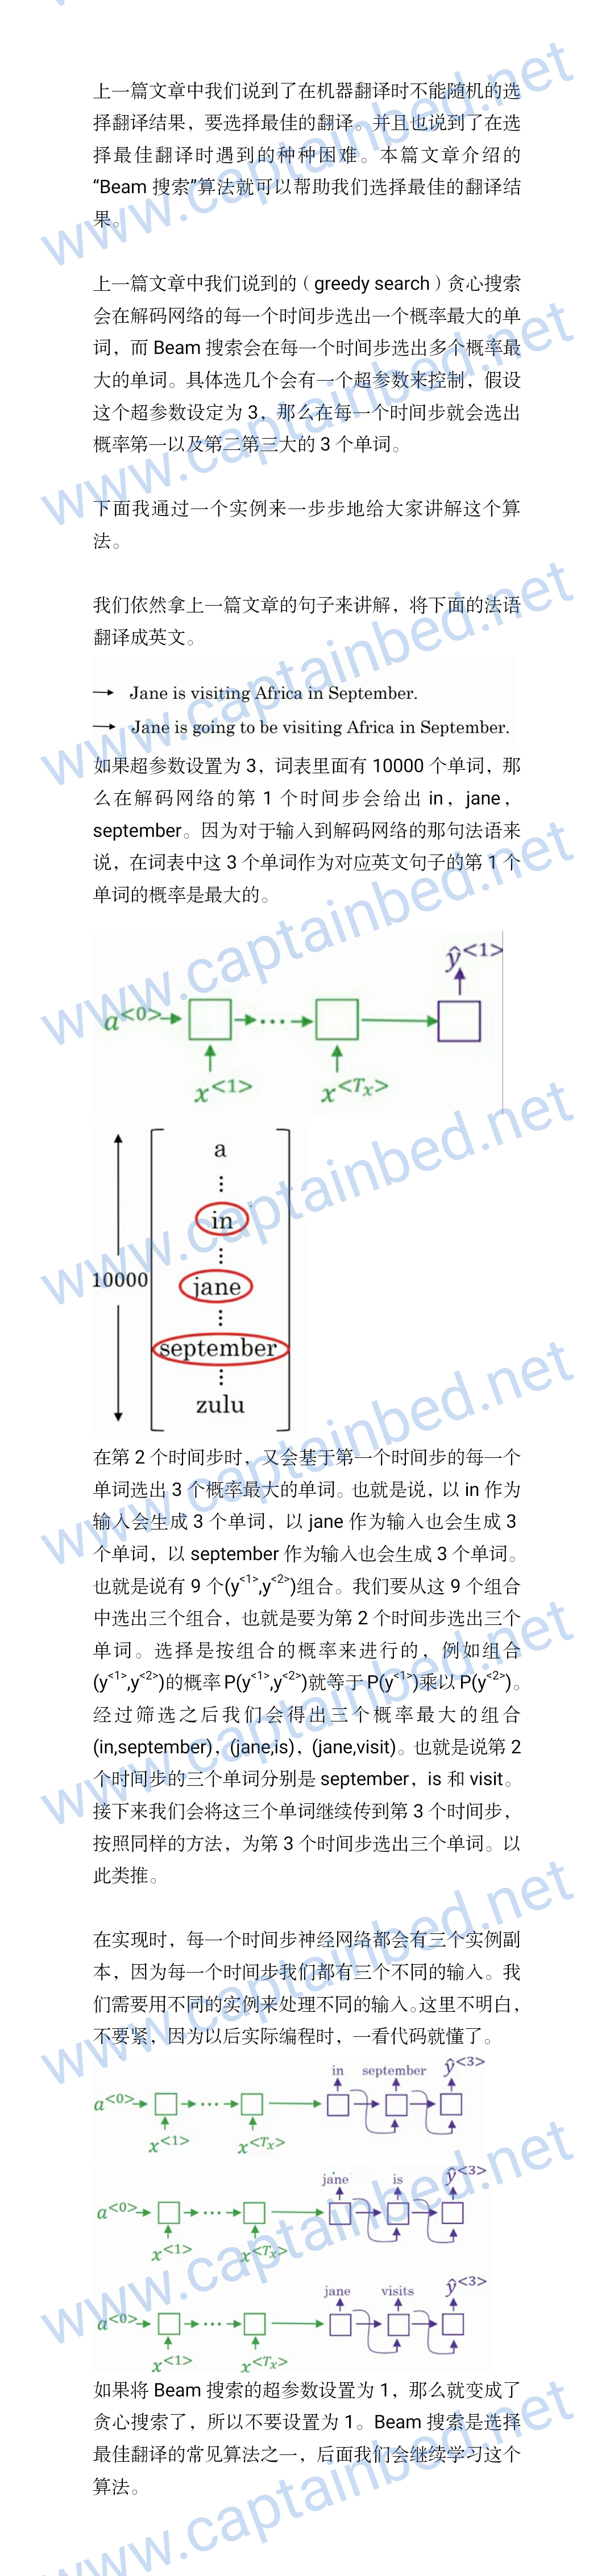 上一篇文章中我们说到了在机器翻译时不能随机的选
择翻译结果，要选择最佳的翻译。并且也说到了在选
择最佳翻译时遇到的种种困难。本篇文章介绍的
“Beam 搜索”算法就可以帮助我们选择最佳的翻译结
果。
上一篇文章中我们说到的（greedy search）贪心搜索
会在解码网络的每一个时间步选出一个概率最大的单
词，而 Beam 搜索会在每一个时间步选出多个概率最
大的单词。具体选几个会有一个超参数来控制，假设
这个超参数设定为 3，那么在每一个时间步就会选出
概率第一以及第二第三大的 3 个单词。
下面我通过一个实例来一步步地给大家讲解这个算
法。
我们依然拿上一篇文章的句子来讲解，将下面的法语
翻译成英文。
→ Jane is visiting Africa in September.
→ Jane is going to be visiting Africa in September.
如果超参数设置为 3，词表里面有 10000 个单词，那
么在解码网络的第 1 个时间步会给出 in，jane，
september。因为对于输入到解码网络的那句法语来
说，在词表中这 3 个单词作为对应英文句子的第 1 个
单词的概率是最大的。
ŷ<1>
a<0> ...
x<1> x<Tx>
a
⋮
in
⋮
10000 jane
⋮
september
⋮
zulu
在第 2 个时间步时，又会基于第一个时间步的每一个
单词选出 3 个概率最大的单词。也就是说，以 in 作为
输入会生成 3 个单词，以 jane 作为输入也会生成 3
个单词，以 september 作为输入也会生成 3 个单词。
也就是说有 9 个(y<1>,y<2>)组合。我们要从这 9 个组合
中选出三个组合，也就是要为第 2 个时间步选出三个
单词。选择是按组合的概率来进行的，例如组合
(y<1>,y<2>)的概率 P(y<1>,y<2>)就等于 P(y<1>)乘以 P(y<2>)。
经过筛选之后我们会得出三个概率最大的组合
(in,september)，(jane,is)，(jane,visit)。也就是说第 2
个时间步的三个单词分别是 september，is 和 visit。
接下来我们会将这三个单词继续传到第 3 个时间步，
按照同样的方法，为第 3 个时间步选出三个单词。以
此类推。
在实现时，每一个时间步神经网络都会有三个实例副
本，因为每一个时间步我们都有三个不同的输入。我
们需要用不同的实例来处理不同的输入。这里不明白，
不要紧，因为以后实际编程时，一看代码就懂了。
in september ŷ<3>
a<0> ...
x<1> x<Tx>
jane is ŷ<3>
a<0> ...
x<1> x<Tx>
jane visits ŷ<3>
a<0> ...
x<1> x<Tx>
如果将 Beam 搜索的超参数设置为 1，那么就变成了
贪心搜索了，所以不要设置为 1。Beam 搜索是选择
最佳翻译的常见算法之一，后面我们会继续学习这个
算法。
www.captainbed.net
www.captainbed.net
www.captainbed.net
www.captainbed.net
www.captainbed.net
www.captainbed.net
www.captainbed.net
www.captainbed.net
www.captainbed.net
www.captainbed.net